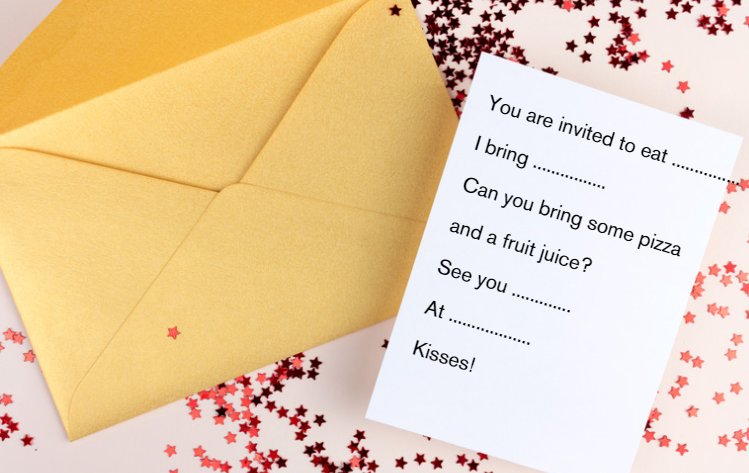 You are invited to eat ..............
I bring ...............
Can you bring some pizza
and a fruit juice?
See you ............
At .................
Kisses!